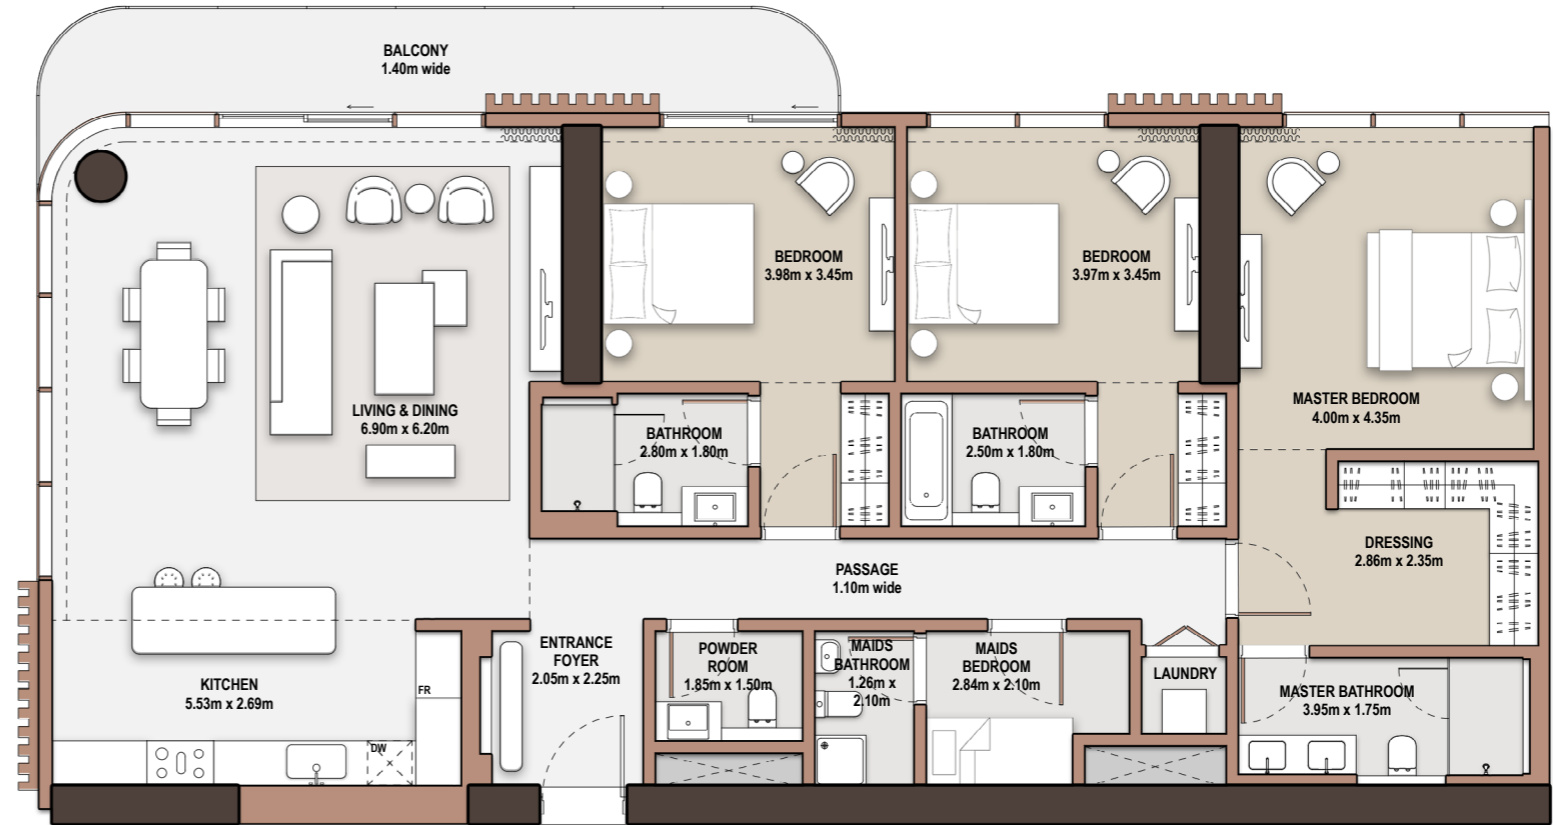 BALCONY
1.40m wide
BEDROOM
3.98m x 3.45m
BEDROOM
3.97m x 3.45m
MASTER BEDROOM
4.00m x 4.35m
LIVING & DINING
6.90m x 6.20m
BATHROOM
2.80m x 1.80m
BATHROOM
2.50m x 1.80m
DRESSING
2.86m x 2.35m
PASSAGE
1.10m wide
ENTRANCE
FOYER
2.05m x 2.25m
POWDER
ROOM
1.85m x 1.50m
MAIDS
BATHROOM
1.26m x
2.10m
MAIDS
BEDROOM
2.84m x 2.10m
LAUNDRY
MASTER BATHROOM
3.95m x 1.75m
KITCHEN
5.53m x 2.69m
FR
DW